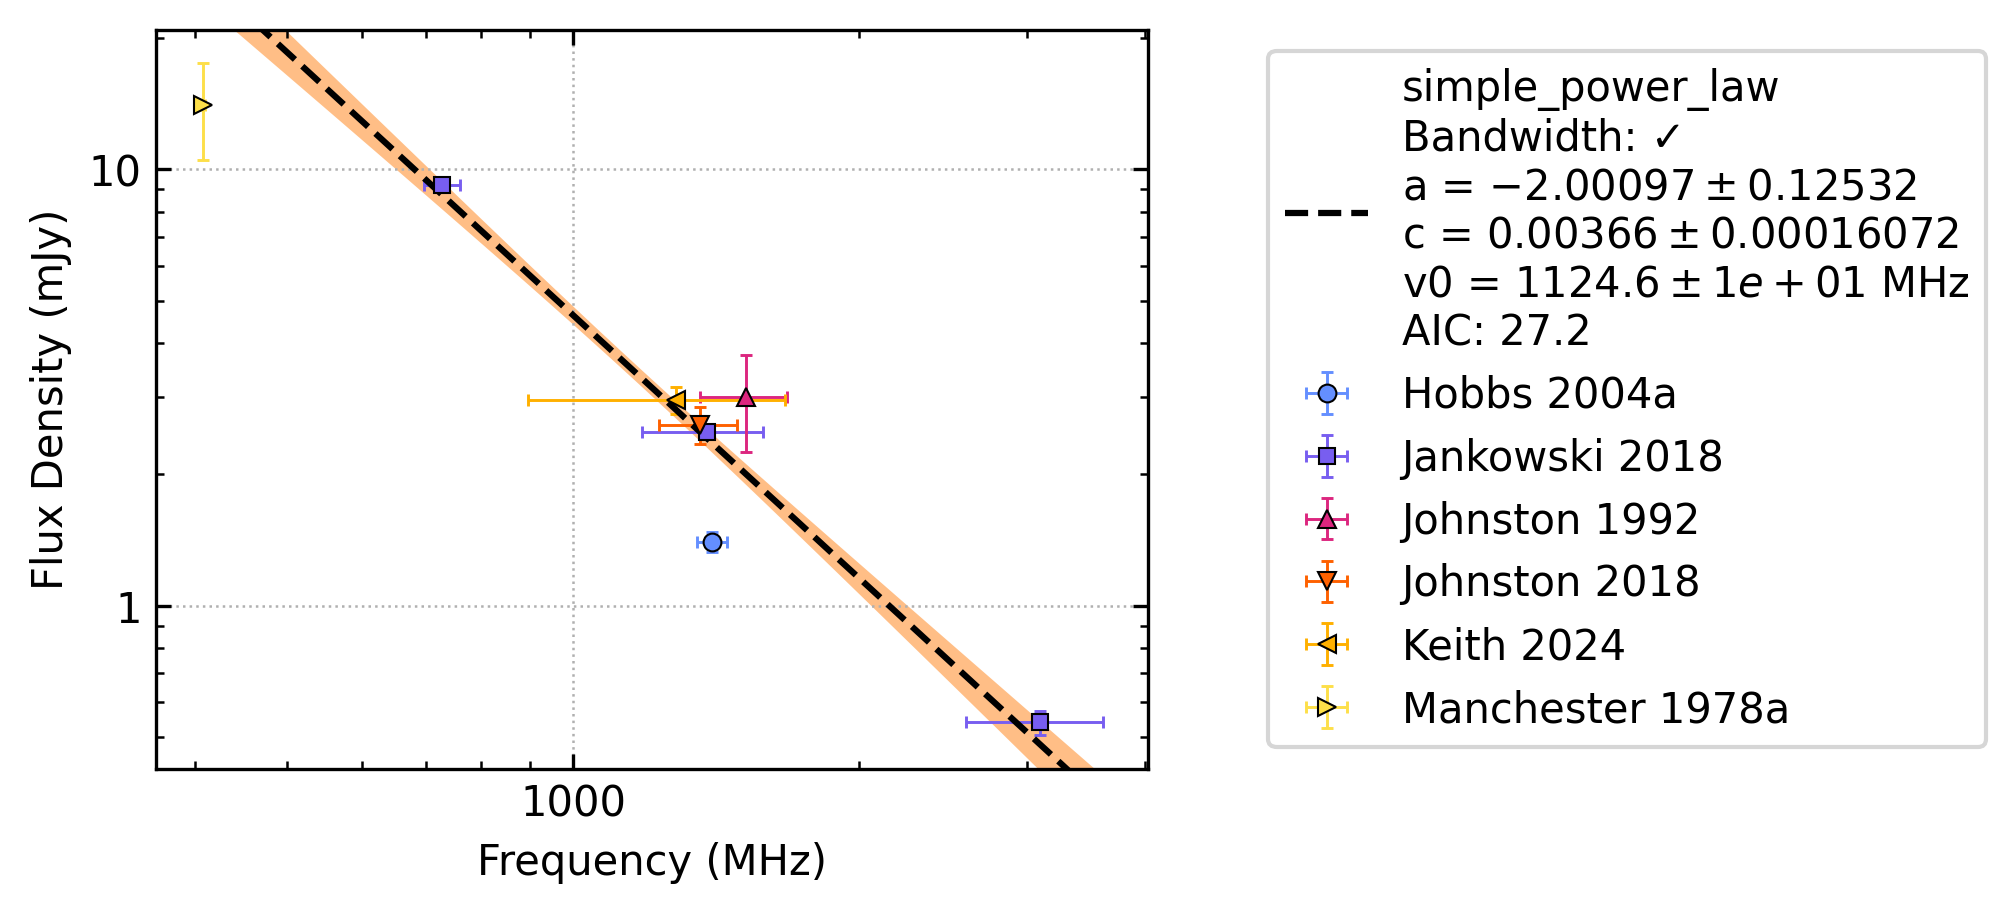 10
1
1000
Flux Density (mJy)
Frequency (MHz)
simple_power_law
Bandwidth: ✓
a = −2.00097 ± 0.12532
c = 0.00366 ± 0.00016072
v0 = 1124.6 ± 1e + 01 MHz
AIC: 27.2
Hobbs 2004a
Jankowski 2018
Johnston 1992
Johnston 2018
Keith 2024
Manchester 1978a